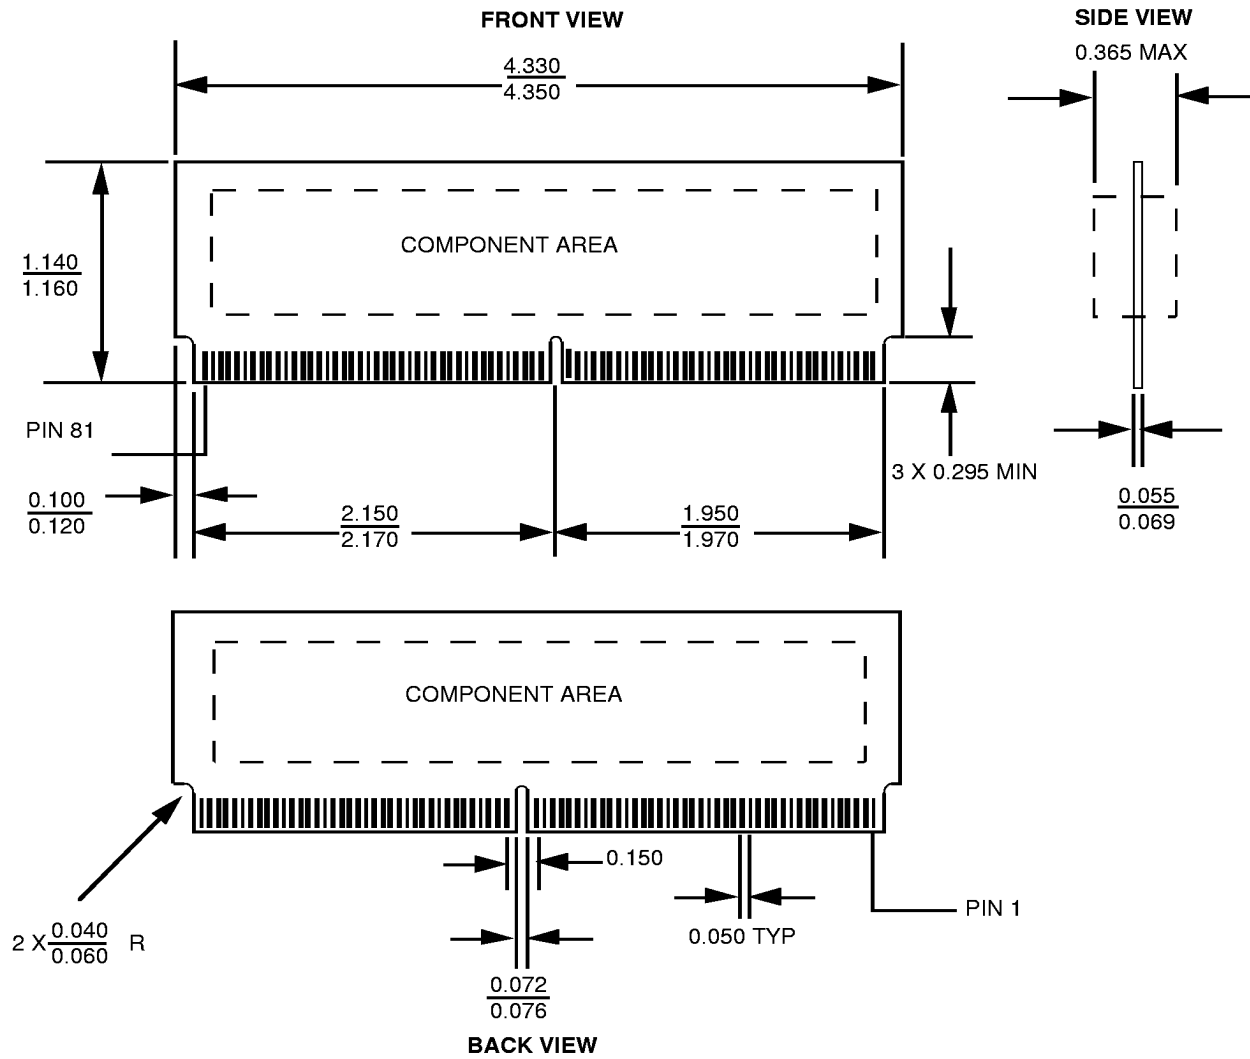 FRONT VIEW
SIDE VIEW
0.365 MAX
4.330
4.350
COMPONENT AREA
1.140
1.160
PIN 81
3 X 0.295 MIN
0.100
0.120
2.150
2.170
1.950
1.970
0.055
0.069
COMPONENT AREA
0.150
PIN 1
0.050 TYP
2 X 0.040 R
0.060
0.072
0.076
BACK VIEW